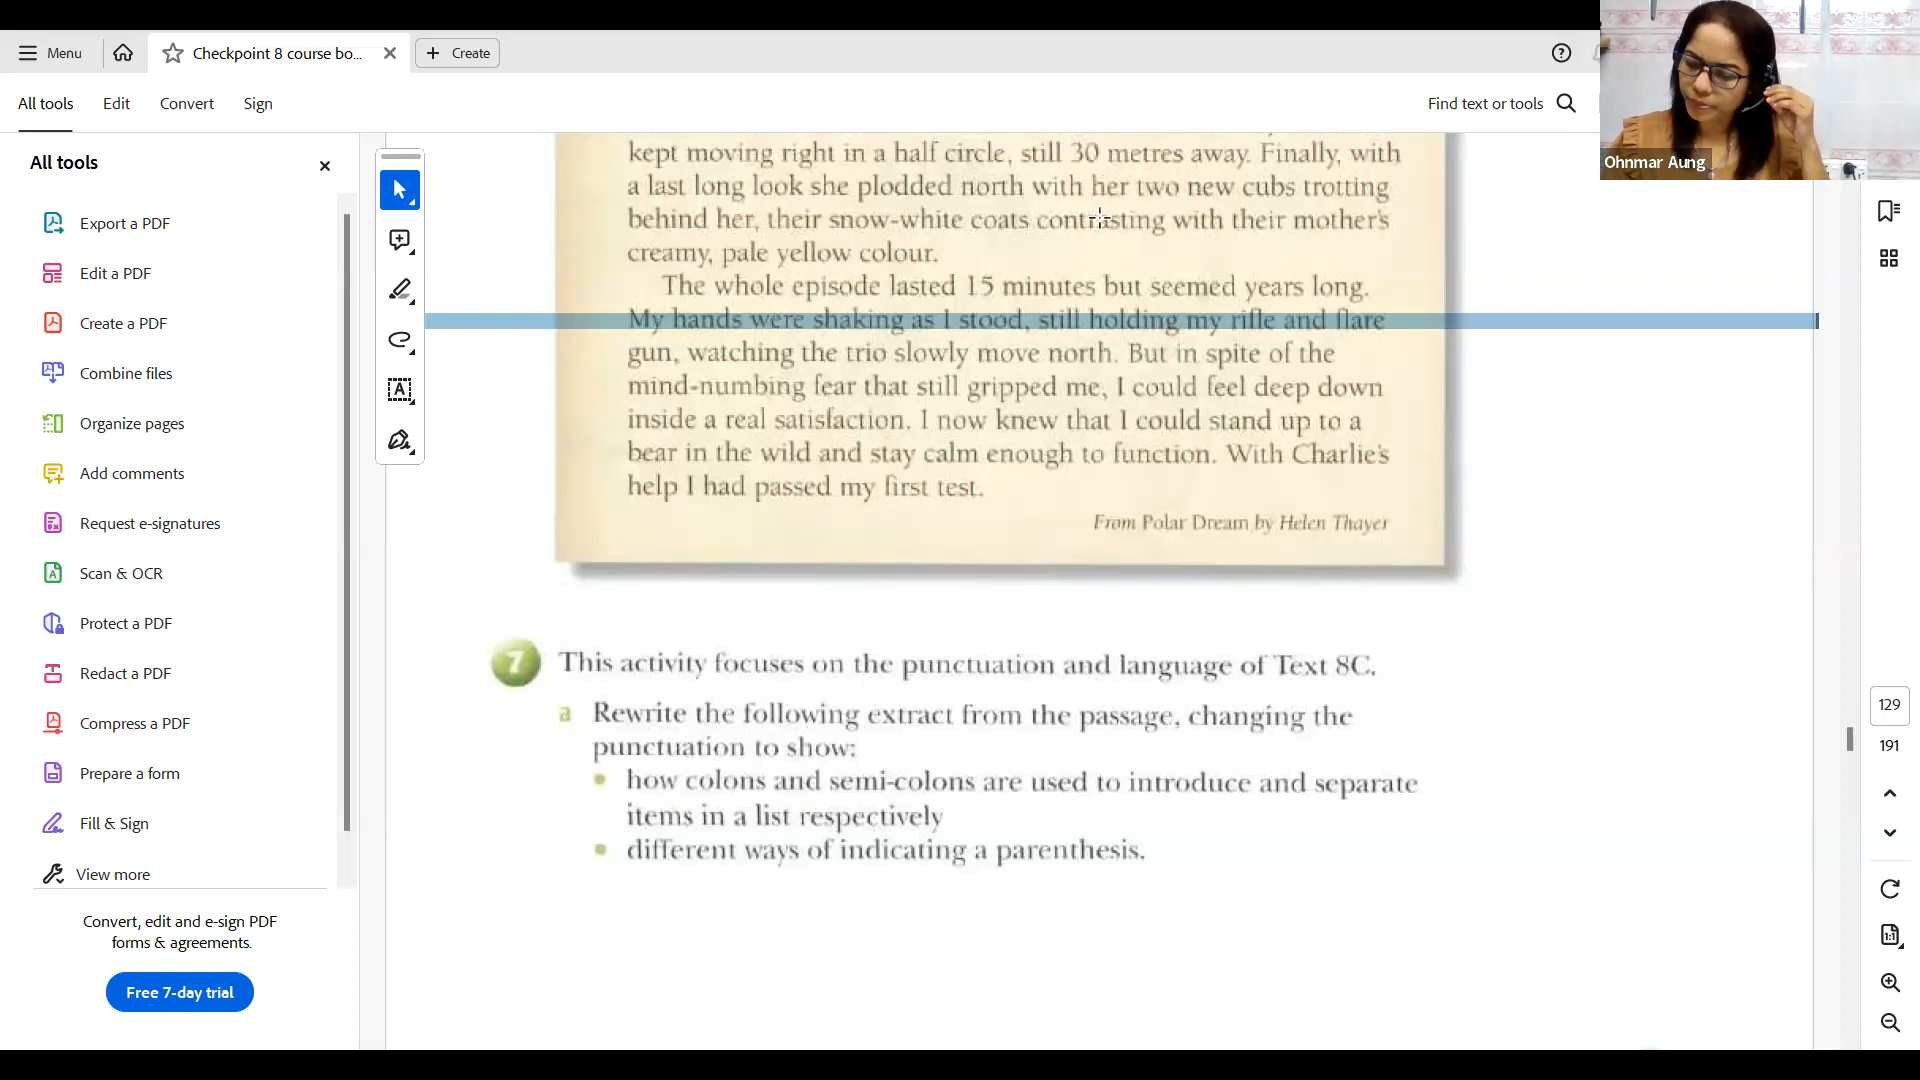 Menu
Checkpoint 8 course bo...
Create
All tools
Edit
Convert
Sign
Find text or tools
Ohnmar Aung
All tools
Export a PDF
Edit a PDF
Create a PDF
Combine files
Organize pages
Add comments
Request e-signatures
Scan & OCR
Protect a PDF
Redact a PDF
Compress a PDF
Prepare a form
Fill & Sign
View more
Convert, edit and e-sign PDF
forms & agreements.
Free 7-day trial
kept moving right in a half circle, still 30 metres away. Finally, with
a last long look she plodded north with her two new cubs trotting
behind her, their snow-white coats contrasting with their mother's
creamy, pale yellow colour.
The whole episode lasted 15 minutes but seemed years long.
My hands were shaking as I stood, still holding my rifle and flare
gun, watching the trio slowly move north. But in spite of the
mind-numbing fear that still gripped me, I could feel deep down
inside a real satisfaction. I now knew that I could stand up to a
bear in the wild and stay calm enough to function. With Charlie's
help I had passed my first test.
From Polar Dream by Helen Thayer
7 This activity focuses on the punctuation and language of Text 8C.
a Rewrite the following extract from the passage, changing the
punctuation to show:
• how colons and semi-colons are used to introduce and separate
items in a list respectively
• different ways of indicating a parenthesis.
129
191